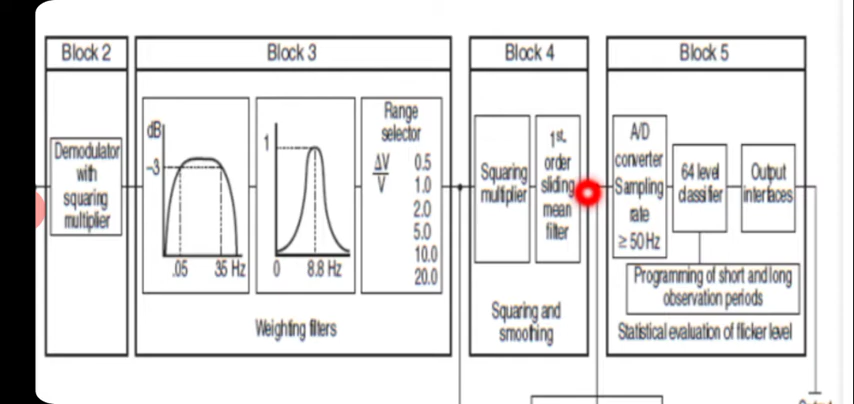 Block 2
Demodulator
with
squaring
multiplier
Block 3
dB
-3
.05
35 Hz
1
0
8.8 Hz
Range
selector
ΔV
V
0.5
1.0
2.0
5.0
10.0
20.0
Weighting filters
Block 4
Squaring
multiplier
1st.
order
sliding
mean
filter
Squaring and
smoothing
Block 5
A/D
converter
Sampling
rate
≥ 50 Hz
64 level
classifier
Output
interfaces
Programming of short and long
observation periods
Statistical evaluation of flicker level